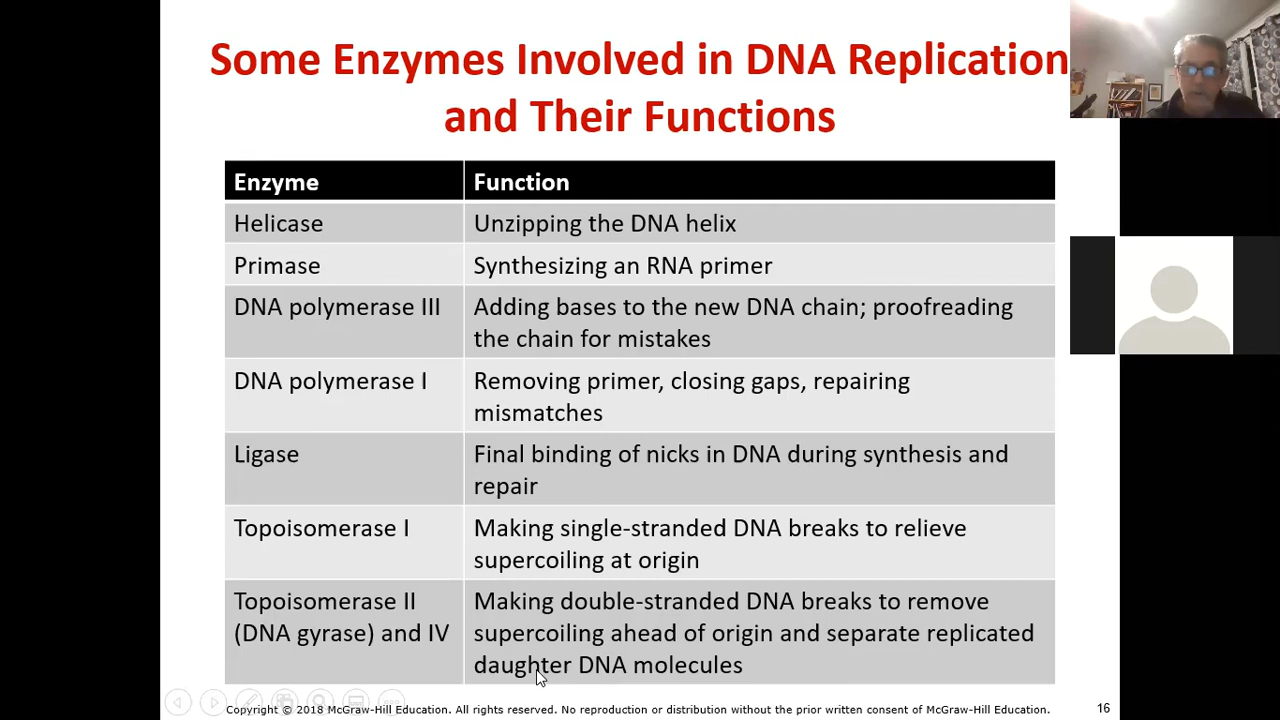 Some Enzymes Involved in DNA Replication
and Their Functions
Enzyme Function
Helicase Unzipping the DNA helix
Primase Synthesizing an RNA primer
DNA polymerase III Adding bases to the new DNA chain; proofreading
the chain for mistakes
DNA polymerase I Removing primer, closing gaps, repairing
mismatches
Ligase Final binding of nicks in DNA during synthesis and
repair
Topoisomerase I Making single-stranded DNA breaks to relieve
supercoiling at origin
Topoisomerase II Making double-stranded DNA breaks to remove
(DNA gyrase) and IV supercoiling ahead of origin and separate replicated
daughter DNA molecules
Copyright © 2018 McGraw-Hill Education. All rights reserved. No reproduction or distribution without the prior written consent of McGraw-Hill Education. 16